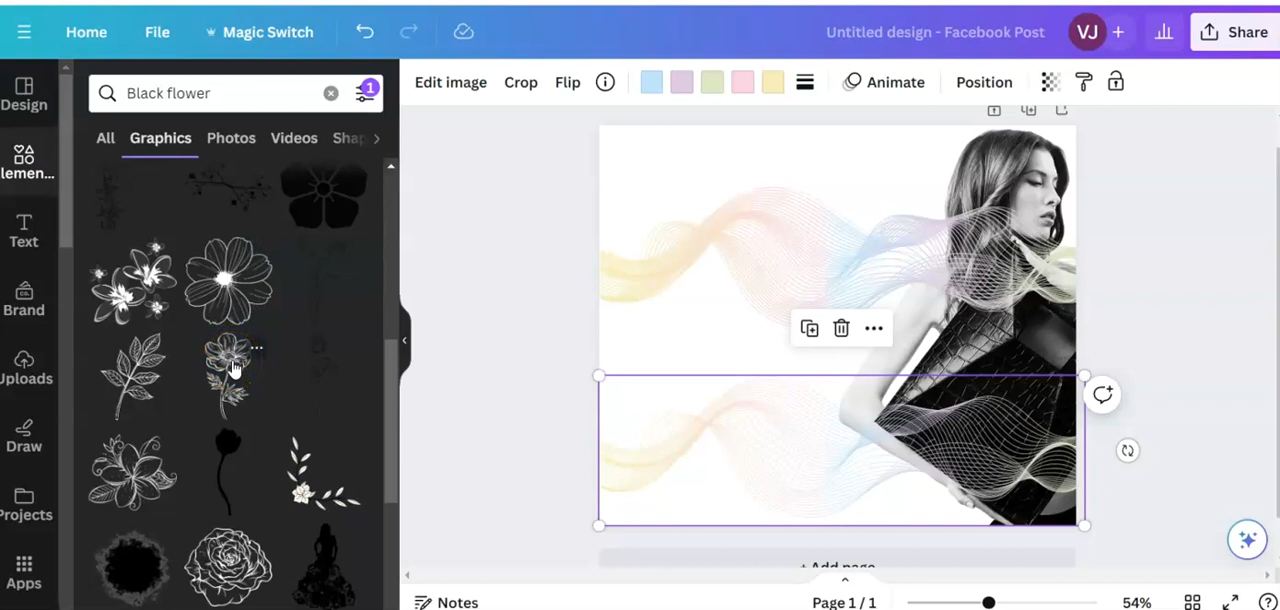 Home File Magic Switch Untitled design - Facebook Post VJ + Share
Design
Black flower
1
Edit image Crop Flip Animate Position
All Graphics Photos Videos Shap
Elemen...
Text
Brand
Uploads
Draw
Projects
Apps
+ Add page
Notes Page 1 / 1 54%